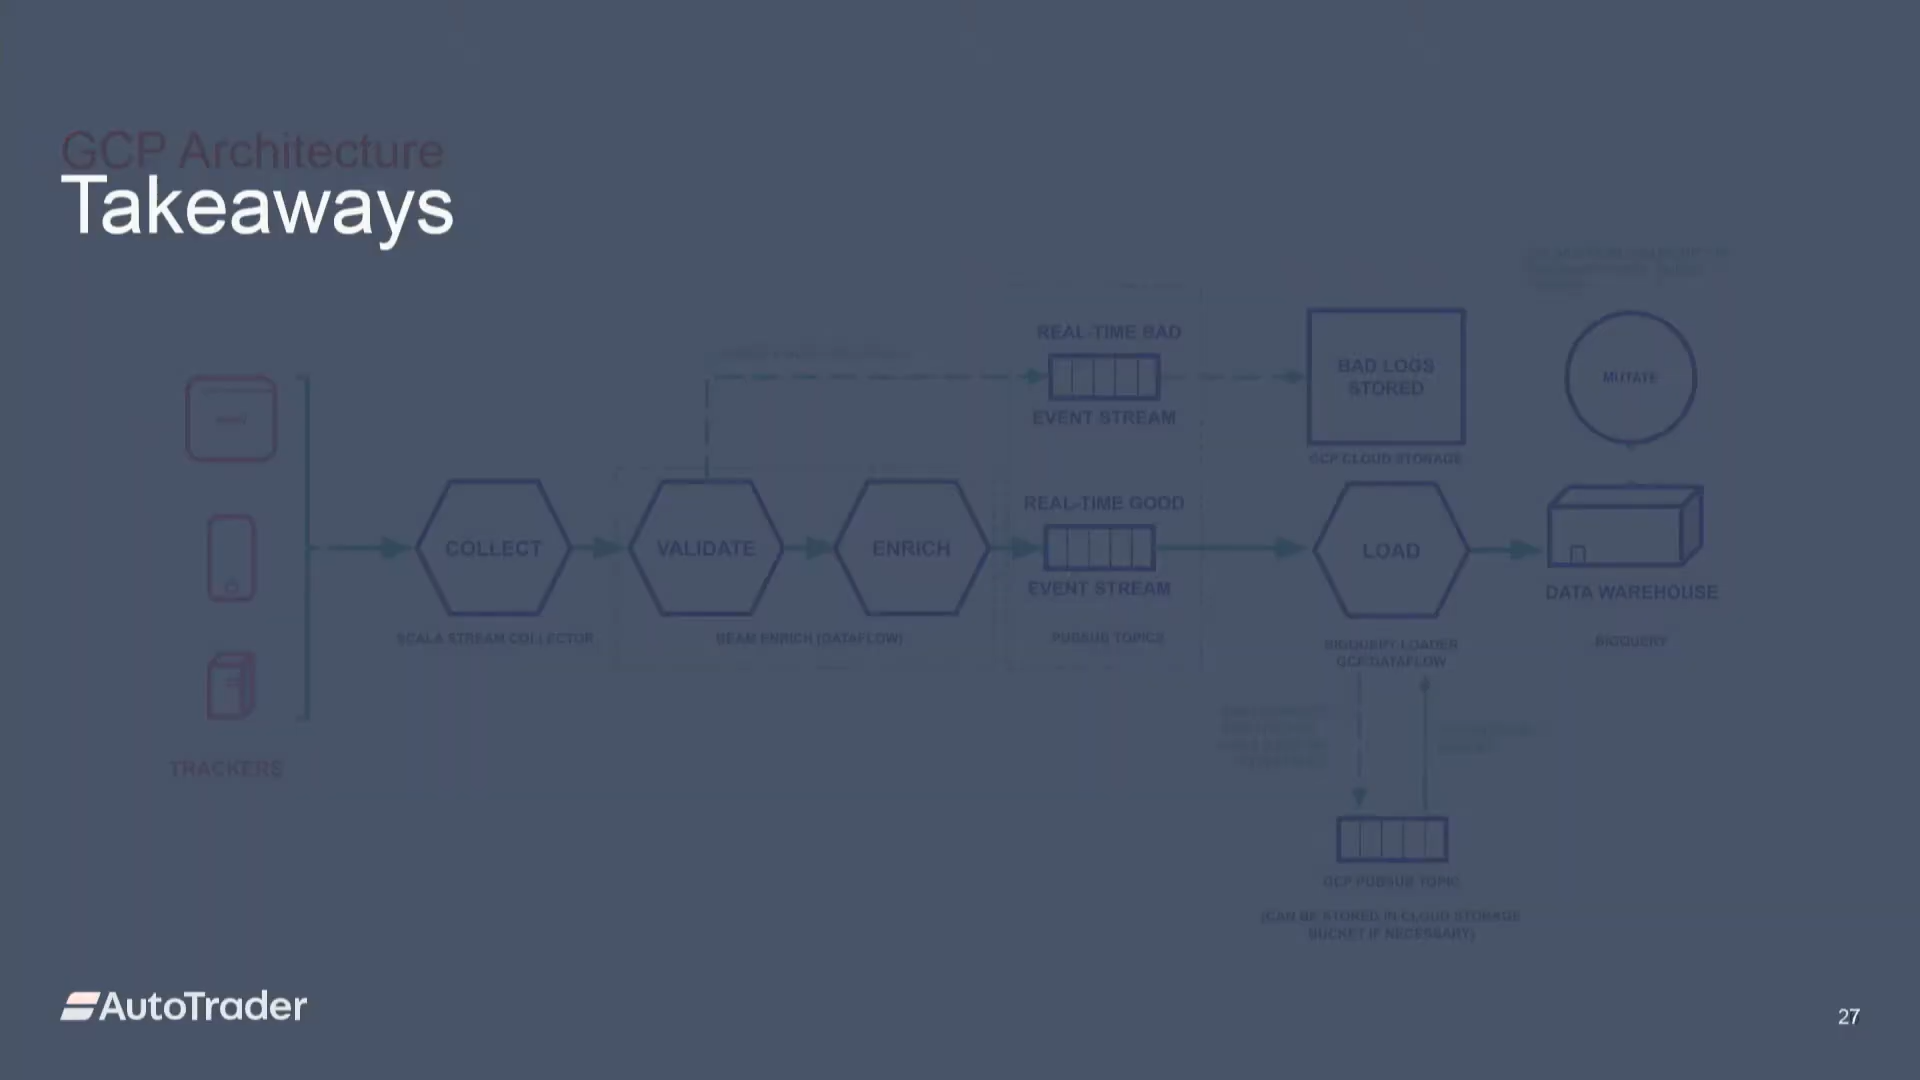 GCP Architecture
Takeaways
REAL-TIME BAD
EVENT STREAM
BAD LOGS
STORED
GCP CLOUD STORAGE
MUTATE
COLLECT
SCALA STREAM COLLECTOR
VALIDATE
ENRICH
BEAM ENRICH (DATAFLOW)
REAL-TIME GOOD
EVENT STREAM
PUBSUB TOPICS
LOAD
BIGQUERY LOADER
GCP DATAFLOW
DATA WAREHOUSE
BIGQUERY
TRACKERS
GCP PUBSUB TOPIC
(CAN BE STORED IN CLOUD STORAGE
BUCKET IF NECESSARY)
AutoTrader
27